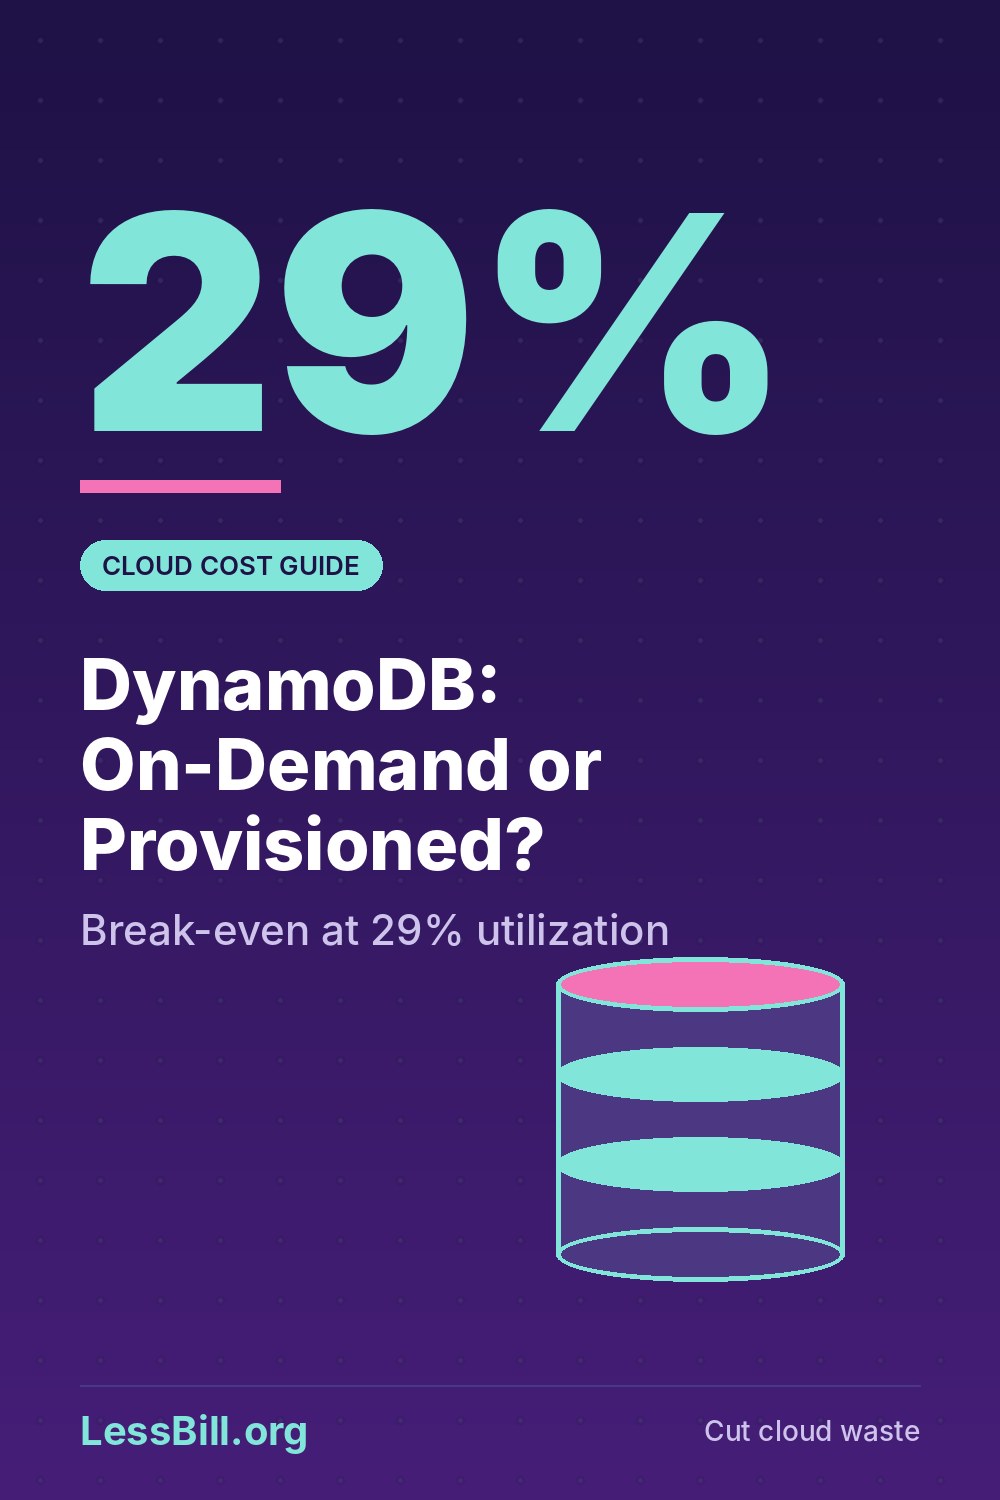 29%
CLOUD COST GUIDE
DynamoDB:
On-Demand or
Provisioned?
Break-even at 29% utilization
LessBill.org
Cut cloud waste